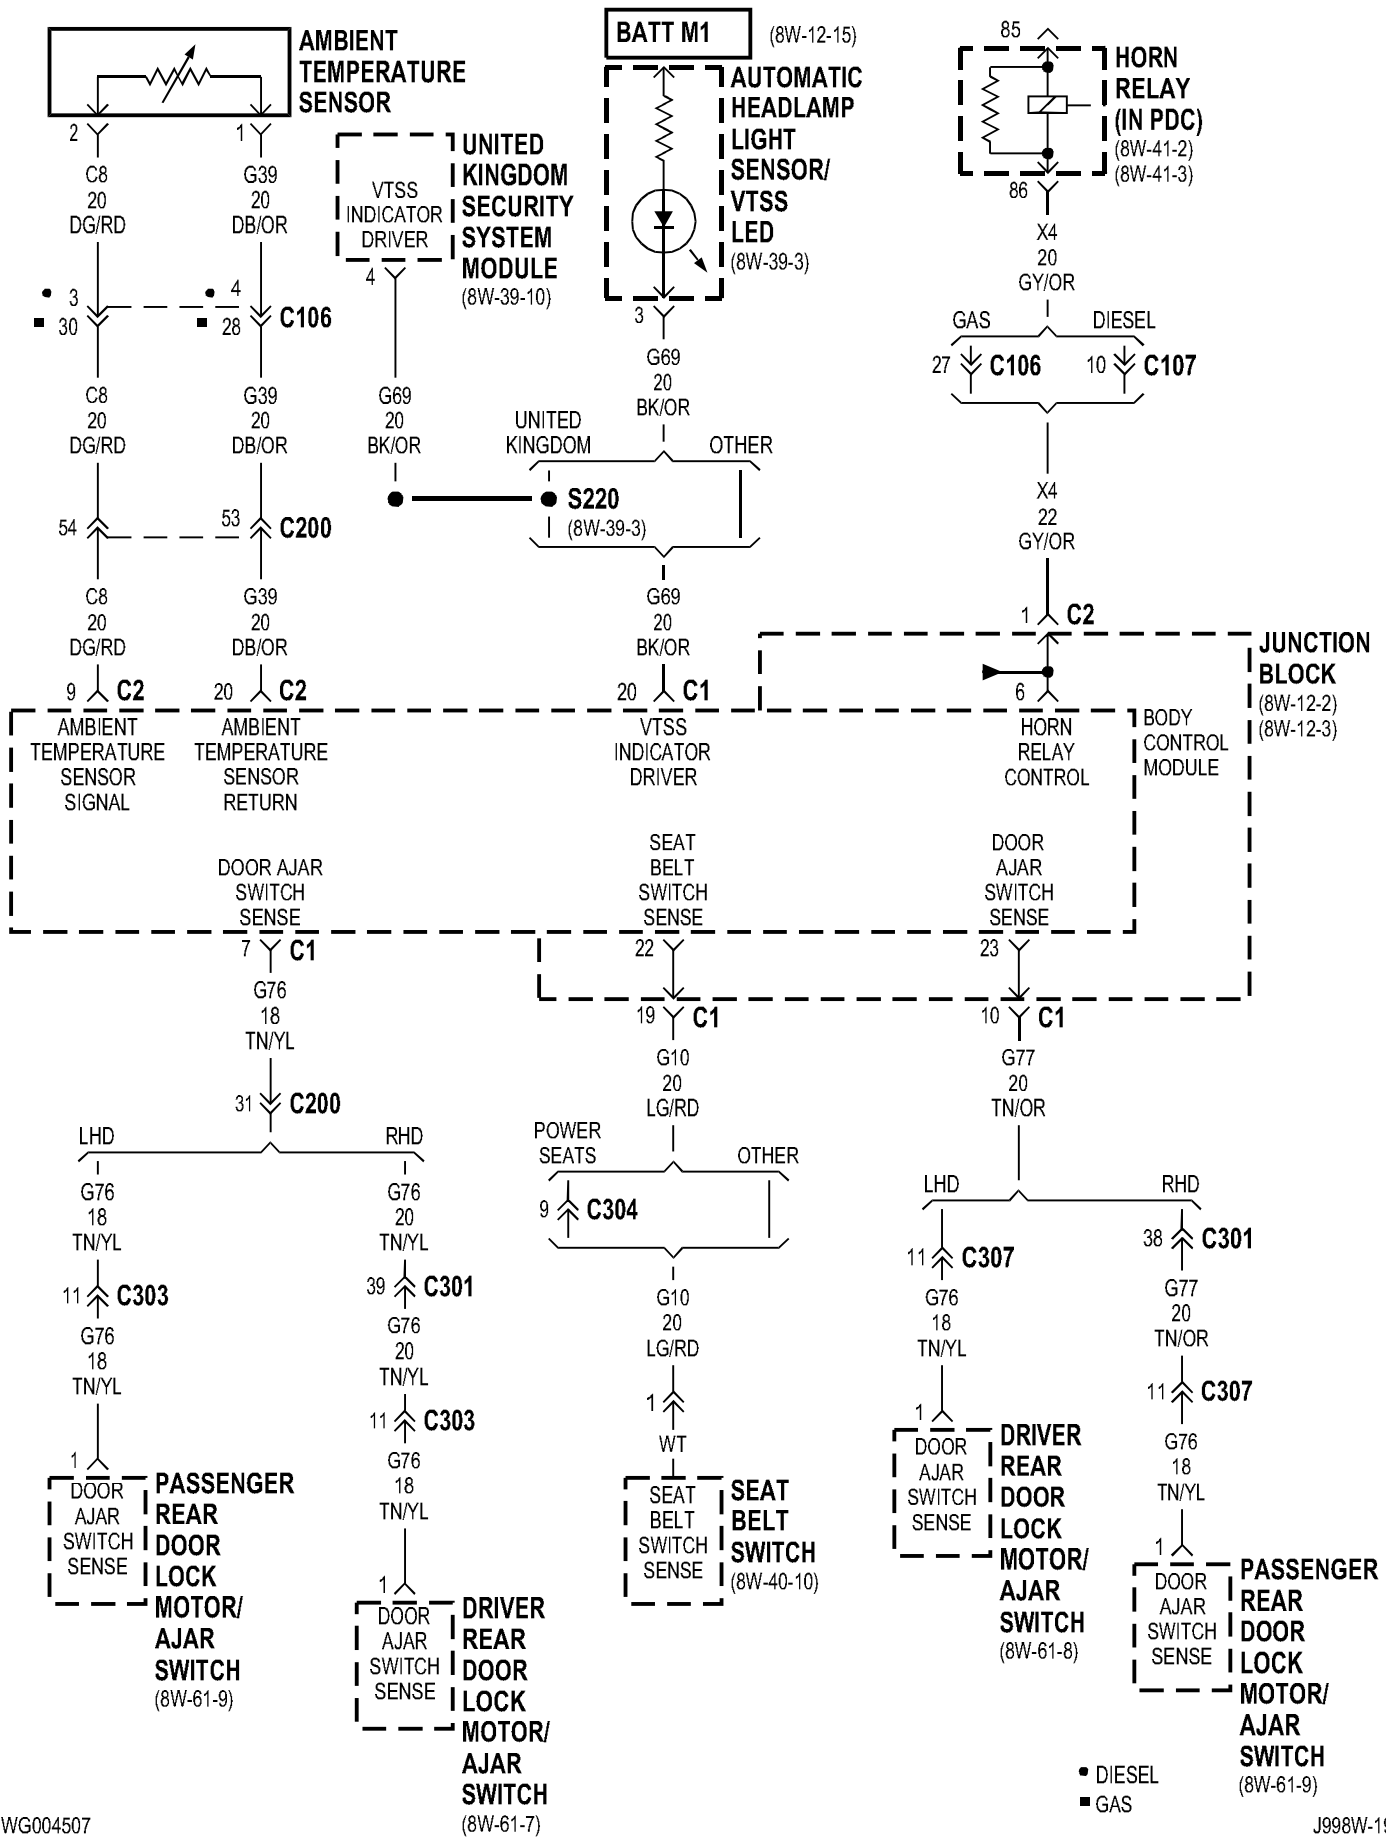 BATT M1
(8W-12-15)
AMBIENT
TEMPERATURE
SENSOR
2
1
C8
20
DG/RD
G39
20
DB/OR
3
30
4
28
C106
C8
20
DG/RD
G39
20
DB/OR
54
53
C200
C8
20
DG/RD
G39
20
DB/OR
9
C2
20
C2
VTSS
INDICATOR
DRIVER
UNITED
KINGDOM
SECURITY
SYSTEM
MODULE
(8W-39-10)
4
G69
20
BK/OR
AUTOMATIC
HEADLAMP
LIGHT
SENSOR/
VTSS
LED
(8W-39-3)
3
G69
20
BK/OR
UNITED
KINGDOM
OTHER
S220
(8W-39-3)
G69
20
BK/OR
20
C1
85
HORN
RELAY
(IN PDC)
(8W-41-2)
(8W-41-3)
86
X4
20
GY/OR
GAS
DIESEL
27
C106
10
C107
X4
22
GY/OR
1
C2
6
JUNCTION
BLOCK
(8W-12-2)
(8W-12-3)
BODY
CONTROL
MODULE
AMBIENT
TEMPERATURE
SENSOR
SIGNAL
AMBIENT
TEMPERATURE
SENSOR
RETURN
VTSS
INDICATOR
DRIVER
HORN
RELAY
CONTROL
DOOR AJAR
SWITCH
SENSE
SEAT
BELT
SWITCH
SENSE
DOOR
AJAR
SWITCH
SENSE
7
C1
22
23
19
C1
10
C1
G76
18
TN/YL
31
C200
LHD
RHD
G76
18
TN/YL
11
C303
G76
18
TN/YL
1
DOOR
AJAR
SWITCH
SENSE
PASSENGER
REAR
DOOR
LOCK
MOTOR/
AJAR
SWITCH
(8W-61-9)
G76
20
TN/YL
39
C301
G76
20
TN/YL
11
C303
G76
18
TN/YL
1
DOOR
AJAR
SWITCH
SENSE
DRIVER
REAR
DOOR
LOCK
MOTOR/
AJAR
SWITCH
(8W-61-7)
G10
20
LG/RD
POWER
SEATS
OTHER
9
C304
G10
20
LG/RD
1
WT
SEAT
BELT
SWITCH
SENSE
SEAT
BELT
SWITCH
(8W-40-10)
G77
20
TN/OR
LHD
RHD
11
C307
G76
18
TN/YL
1
DOOR
AJAR
SWITCH
SENSE
DRIVER
REAR
DOOR
LOCK
MOTOR/
AJAR
SWITCH
(8W-61-8)
38
C301
G77
20
TN/OR
11
C307
G76
18
TN/YL
1
DOOR
AJAR
SWITCH
SENSE
PASSENGER
REAR
DOOR
LOCK
MOTOR/
AJAR
SWITCH
(8W-61-9)
DIESEL
GAS
WG004507
J998W-19